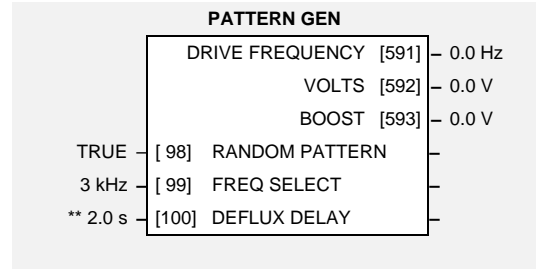 PATTERN GEN
DRIVE FREQUENCY [591] – 0.0 Hz
VOLTS [592] – 0.0 V
BOOST [593] – 0.0 V
TRUE – [ 98] RANDOM PATTERN –
3 kHz – [ 99] FREQ SELECT –
** 2.0 s – [100] DEFLUX DELAY –